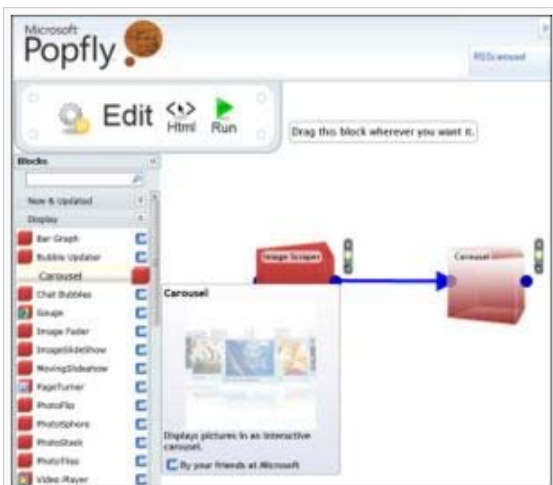 Microsoft
Popfly
RSSCarousel
Edit
Html
Run
Drag this block wherever you want it.
Blocks
New & Updated
Display
Bar Graph
Bubble Updater
Carousel
Chat Bubbles
Gauge
Image Fader
ImageSlideShow
MovingSlideshow
PageTurner
PhotoFlip
PhotoSphere
PhotoStack
PhotoTiles
Video Player
Image Scraper
Carousel
Carousel
Displays pictures in an interactive
carousel.
By your friends at Microsoft